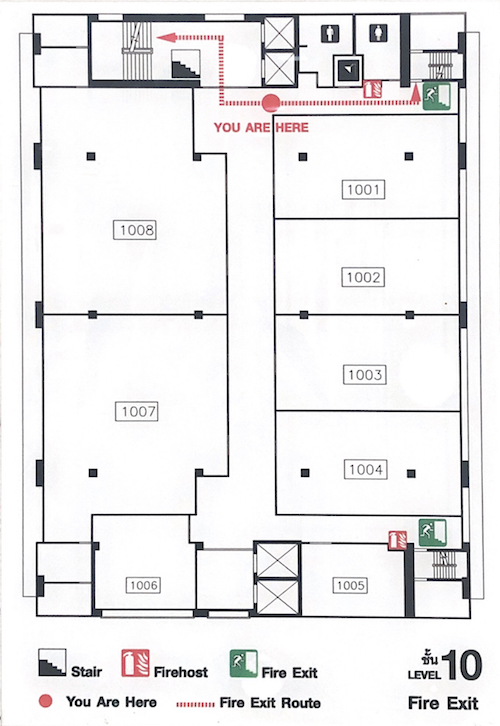 YOU ARE HERE
1001
1008
1002
1003
1007
1004
1006
1005
Stair
Firehost
Fire Exit
ชั้น
LEVEL 10
You Are Here
Fire Exit Route
Fire Exit